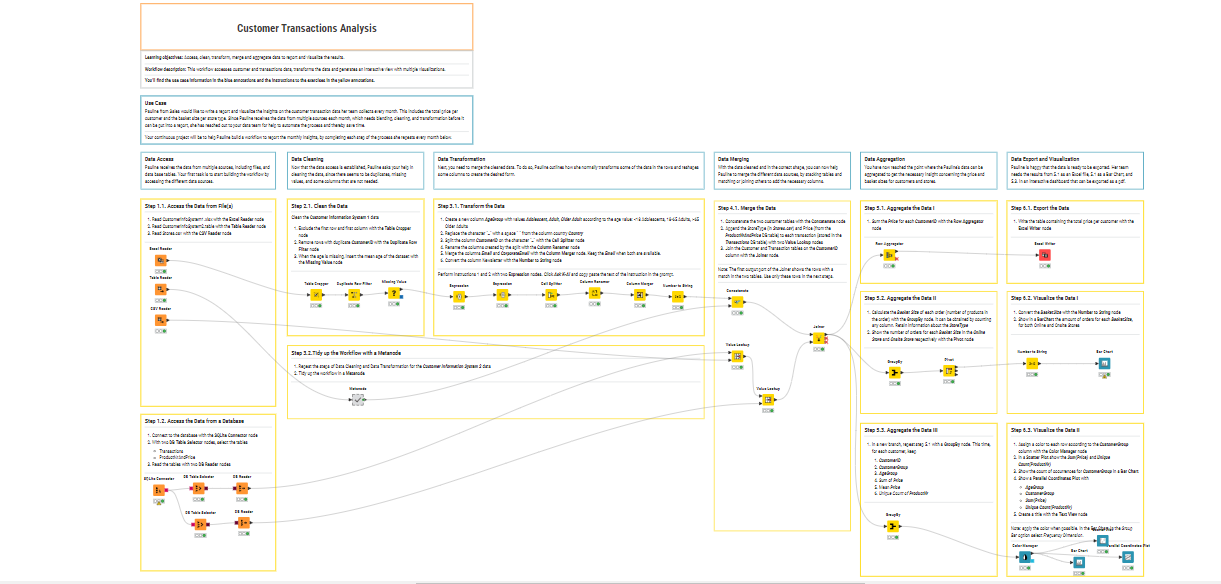 Customer Transactions Analysis
Learning objectives: Access, clean, transform, merge and aggregate data to report and visualize the results.
Workflow description: This workflow accesses customer and transactions data, transforms the data and generates an interactive view with multiple visualizations.
You'll find the use case information in the blue annotations and the instructions to the exercises in the yellow annotations.
Use Case
Pauline from Sales would like to write a report and visualize the insights on the customer transaction data her team collects every month. This includes the total price per
customer and the basket size per store type. Since Pauline receives the data from multiple sources each month, which needs blending, cleaning, and transformation before it
can be put into a report, she has reached out to your data team for help to automate the process and thereby save time.
Your continuous project will be to help Pauline build a workflow to report the monthly insights, by completing each step of the process she repeats every month below.
Data Access
Pauline receives the data from multiple sources, including files, and
data base tables. Your first task is to start building the workflow by
accessing the different data sources.
Data Cleaning
Now that the data access is established, Pauline asks your help in
cleaning the data, since there seems to be duplicates, missing
values, and some columns that are not needed.
Data Transformation
Next, you need to merge the cleaned data. To do so, Pauline outlines how she normally transforms some of the data in the rows and reshapes
some columns to create the desired form.
Data Merging
With the data cleaned and in the correct shape, you can now help
Pauline to merge the different data sources, by stacking tables and
matching or joining others to add the necessary columns.
Data Aggregation
You have now reached the point where the Pauline's data can be
aggregated to get the necessary insight concerning the price and
basket sizes for customers and stores.
Data Export and Visualization
Pauline is happy that the data is ready to be exported. Her team
needs the results from 5.1 as an Excel file, 5.1 as a Bar Chart, and
5.3. in an interactive dashboard that can be exported as a pdf.
Step 1.1. Access the Data from File(s)
1. Read CustomerInfoSystem1.xlsx with the Excel Reader node
2. Read CustomerInfoSystem2.table with the Table Reader node
3. Read Stores.csv with the CSV Reader node
Excel Reader
Table Reader
CSV Reader
Step 1.2. Access the Data from a Database
1. Connect to the database with the SQLite Connector node
2. With two DB Table Selector nodes, select the tables
Transactions
ProductIdAndPrice
3. Read the tables with two DB Reader nodes
SQLite Connector
DB Table Selector
DB Reader
DB Table Selector
DB Reader
Step 2.1. Clean the Data
Clean the Customer Information System 1 data
1. Exclude the first row and first column with the Table Cropper
node
2. Remove rows with duplicate CustomerID with the Duplicate Row
Filter node
3. When the age is missing, insert the mean age of the dataset with
the Missing Value node
Table Cropper
Duplicate Row Filter
Missing Value
Step 3.1. Transform the Data
1. Create a new column AgeGroup with values Adolescent, Adult, Older Adult according to the age value: <18 Adolescents, 18-65 Adults, >65
Older Adults
2. Replace the character "_" with a space " " from the column country Country
3. Split the column CustomerID on the character "_" with the Cell Splitter node
4. Rename the columns created by the split with the Column Renamer node
5. Merge the columns Email and CorporateEmail with the Column Merger node. Keep the Email when both are available.
6. Convert the column Newsletter with the Number to String node
Perform instructions 1 and 2 with two Expression nodes. Click Ask K-AI and copy paste the text of the instruction in the prompt.
Expression
Expression
Cell Splitter
Column Renamer
Column Merger
Number to String
Step 3.2.Tidy up the Workflow with a Metanode
1. Repeat the steps of Data Cleaning and Data Transformation for the Customer Information System 2 data
2. Tidy up the workflow in a Metanode
Metanode
Step 4.1. Merge the Data
1. Concatenate the two customer tables with the Concatenate node
2. Append the StoreType (in Stores.csv) and Price (from the
ProductIdAndPrice DB table) to each transaction (stored in the
Transactions DB table) with two Value Lookup nodes
3. Join the Customer and Transactions tables on the CustomerID
column with the Joiner node.
Note: The first output port of the Joiner shows the rows with a
match in the two tables. Use only these rows in the next steps.
Concatenate
Value Lookup
Value Lookup
Joiner
Step 5.1. Aggregate the Data I
1. Sum the Price for each CustomerID with the Row Aggregator
node
Row Aggregator
Step 5.2. Aggregate the Data II
1. Calculate the Basket Size of each order (number of products in
the order) with the GroupBy node. It can be obtained by counting
any column. Retain information about the StoreType
2. Show the number of orders for each Basket Size in the Online
Store and Onsite Store respectively with the Pivot node
GroupBy
Pivot
Step 5.3. Aggregate the Data III
1. In a new branch, repeat step 5.1 with a GroupBy node. This time,
for each customer, keep:
1. CustomerID
2. CustomerGroup
3. AgeGroup
4. Sum of Price
5. Mean Price
6. Unique Count of ProductNr
GroupBy
Step 6.1. Export the Data
1. Write the table containing the total price per customer with the
Excel Writer node
Excel Writer
Step 6.2. Visualize the Data I
1. Convert the BasketSize with the Number to String node
2. Show in a Bar Chart the amount of orders for each BasketSize,
for both Online and Onsite Stores
Number to String
Bar Chart
Step 6.3. Visualize the Data II
1. Assign a color to each row according to the CustomerGroup
column with the Color Manager node
2. In a Scatter Plot show the Sum(Price) and Unique
Count(ProductNr)
3. Show the count of occurrences for CustomerGroup in a Bar Chart
4. Show a Parallel Coordinates Plot with
AgeGroup
CustomerGroup
Sum(Price)
Unique Count(ProductNr)
5. Create a title with the Text View node
Note: apply the color when possible. In the Bar Chart set the Group
Bar option select Frequency Dimension.
Color Manager
Bar Chart
Parallel Coordinates Plot